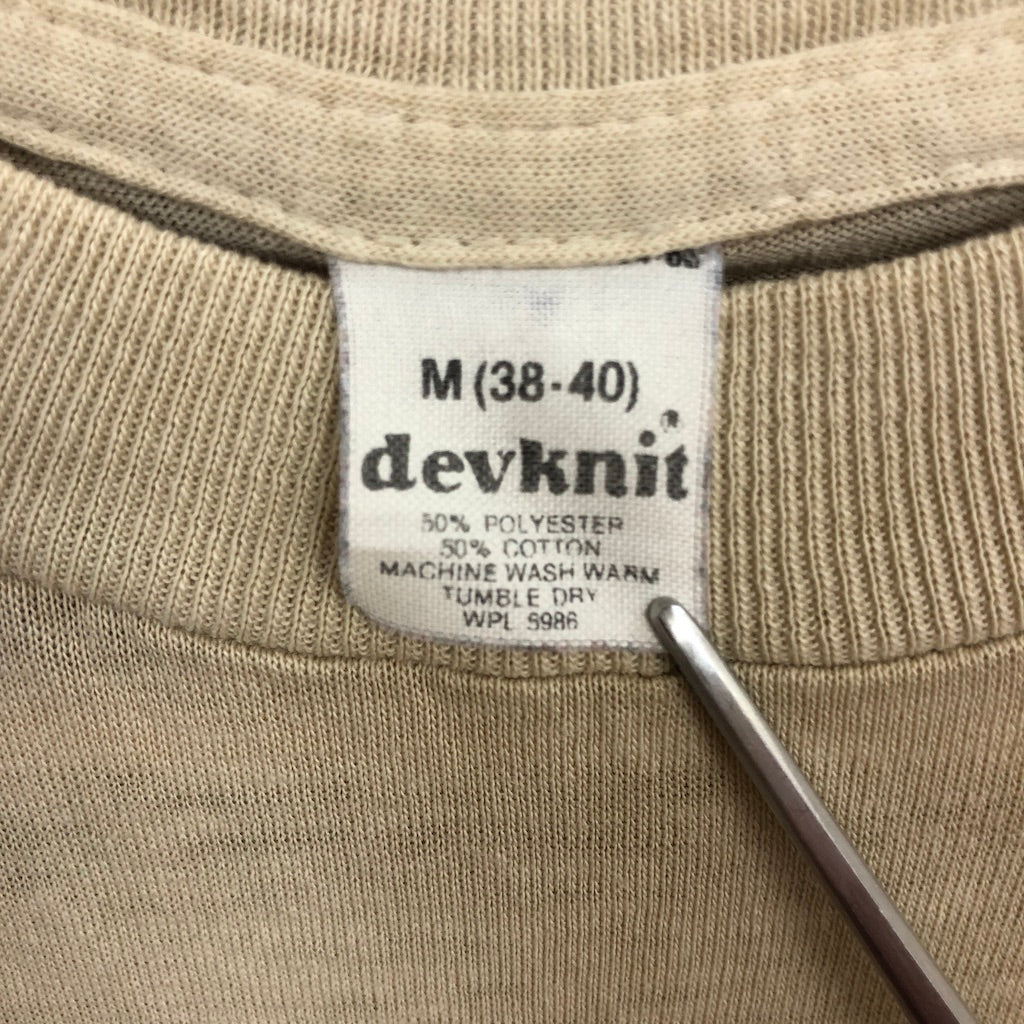 M (38-40)
devknit®
50% POLYESTER
50% COTTON
MACHINE WASH WARM
TUMBLE DRY
WPL 5986